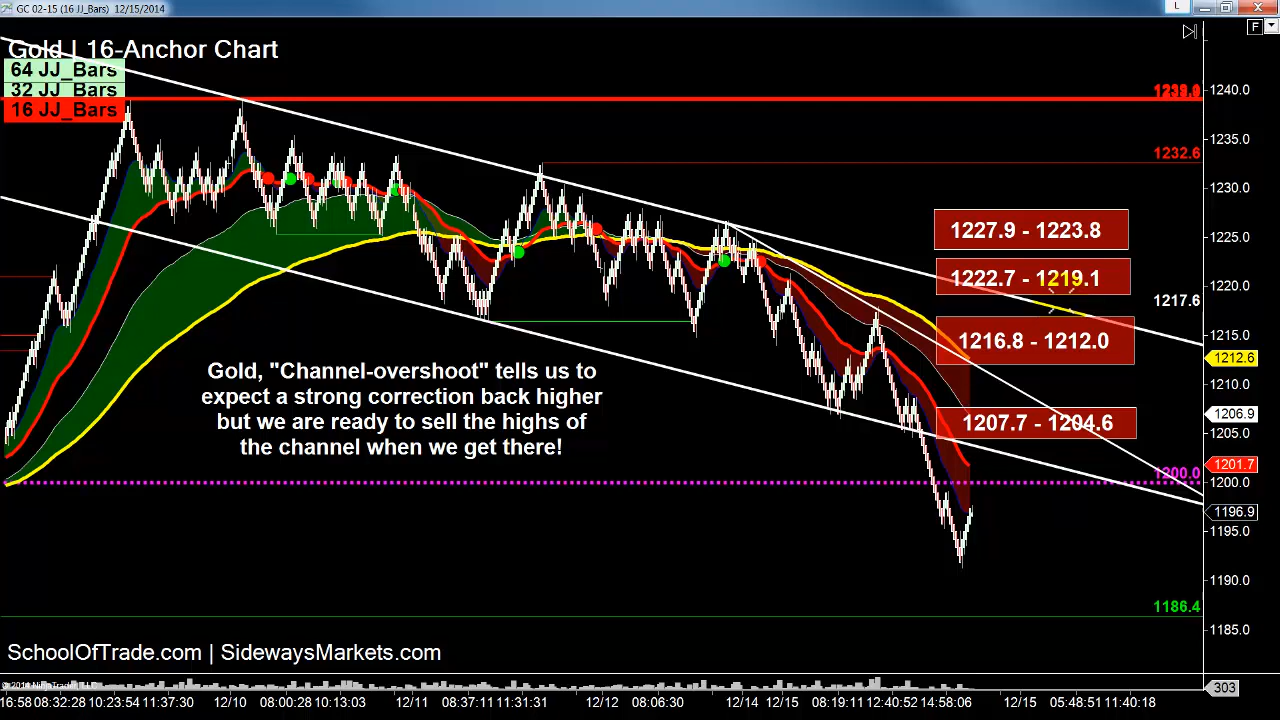 GC 02-15 (16 JJ_Bars) 12/15/2014
L
F
Gold | 16-Anchor Chart
64 JJ_Bars
32 JJ_Bars
16 JJ_Bars
1240.0
1232.6
1235.0
1230.0
1227.9 - 1223.8
1225.0
1222.7 - 1219.1
1220.0
1217.6
1216.8 - 1212.0
1215.0
1212.6
1210.0
1207.7 - 1204.6
1206.9
1205.0
1201.7
1200.0
1200.0
1196.9
1195.0
1190.0
1186.4
1185.0
Gold, "Channel-overshoot" tells us to
expect a strong correction back higher
but we are ready to sell the highs of
the channel when we get there!
SchoolOfTrade.com | SidewaysMarkets.com
303
16:58 08:32:28 10:23:54 11:37:30 12/10 08:00:28 10:13:03 12/11 08:37:11 11:31:31 12/12 08:06:30 12/14 12/15 08:19:11 12:40:52 14:58:06 12/15 05:48:51 11:40:18